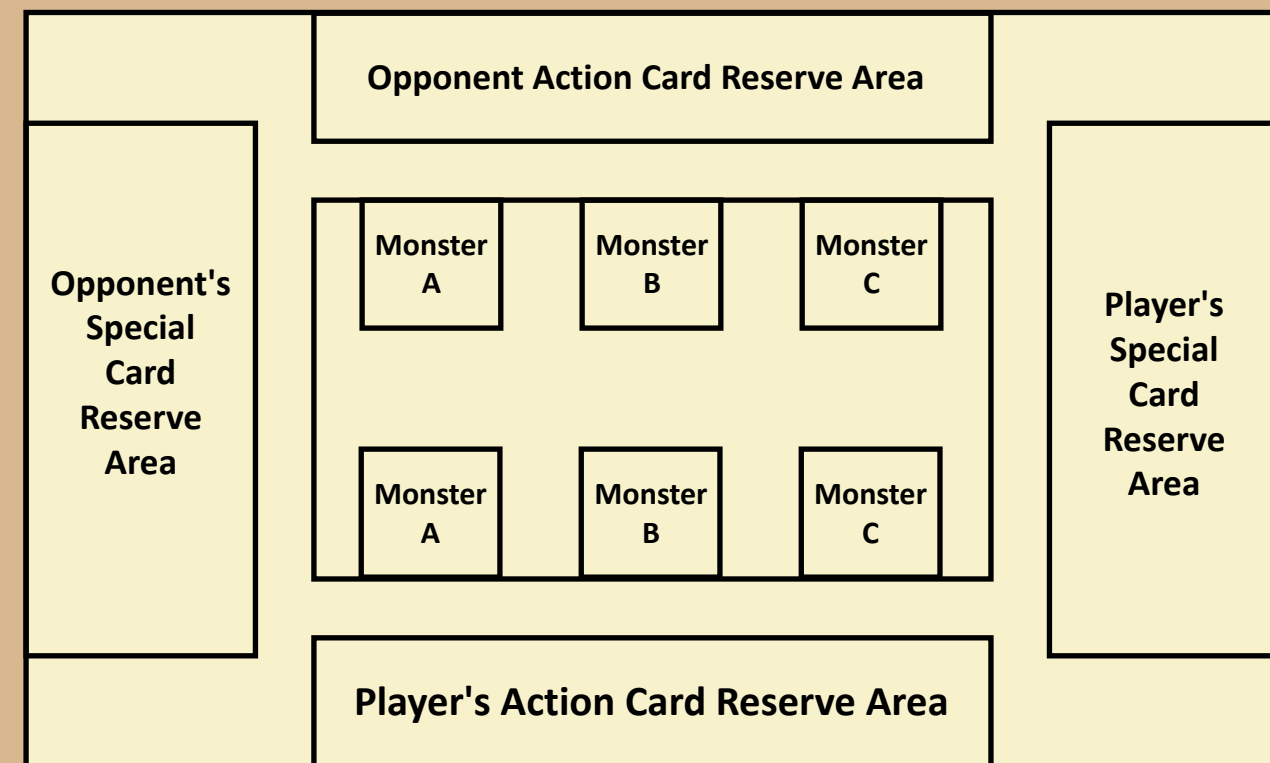 Opponent Action Card Reserve Area
Opponent's
Special
Card
Reserve
Area
Monster
A
Monster
B
Monster
C
Monster
A
Monster
B
Monster
C
Player's
Special
Card
Reserve
Area
Player's Action Card Reserve Area